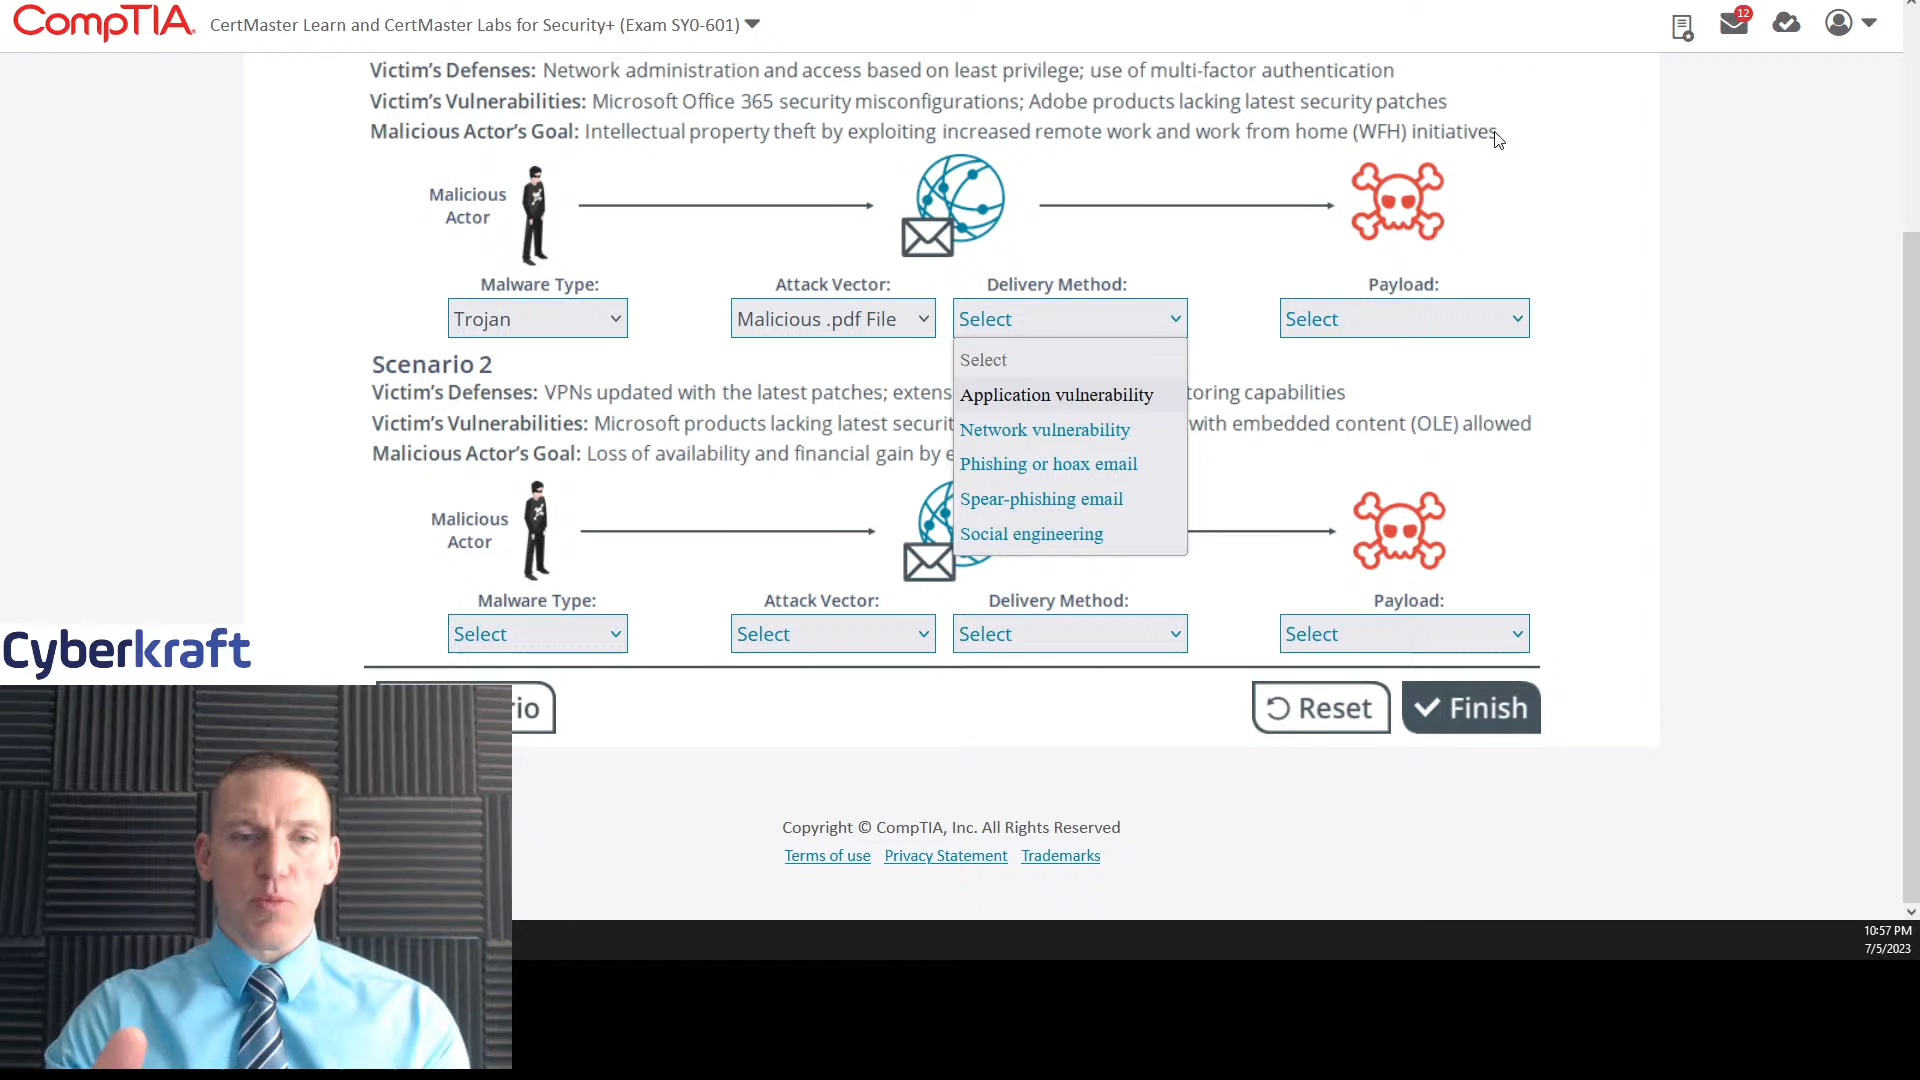 CompTIA.
CertMaster Learn and CertMaster Labs for Security+ (Exam SY0-601)
12
Victim's Defenses: Network administration and access based on least privilege; use of multi-factor authentication
Victim's Vulnerabilities: Microsoft Office 365 security misconfigurations; Adobe products lacking latest security patches
Malicious Actor's Goal: Intellectual property theft by exploiting increased remote work and work from home (WFH) initiatives
Malicious
Actor
Malware Type:
Attack Vector:
Delivery Method:
Payload:
Trojan
Malicious .pdf File
Select
Select
Select
Application vulnerability
Network vulnerability
Phishing or hoax email
Spear-phishing email
Social engineering
Scenario 2
Victim's Defenses: VPNs updated with the latest patches; extens toring capabilities
Victim's Vulnerabilities: Microsoft products lacking latest securit with embedded content (OLE) allowed
Malicious Actor's Goal: Loss of availability and financial gain by e
Malicious
Actor
Malware Type:
Attack Vector:
Delivery Method:
Payload:
Select
Select
Select
Select
Cyberkraft
io
Reset
Finish
Copyright © CompTIA, Inc. All Rights Reserved
Terms of use Privacy Statement Trademarks
10:57 PM
7/5/2023